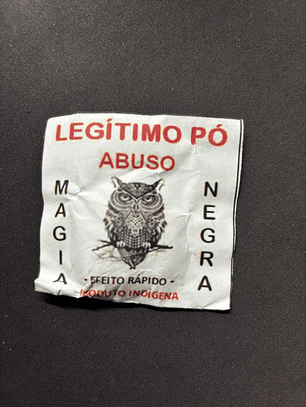 LEGÍTIMO PÓ
ABUSO
MAGIA
NEGRA
- EFEITO RÁPIDO -
PRODUTO INDÍGENA